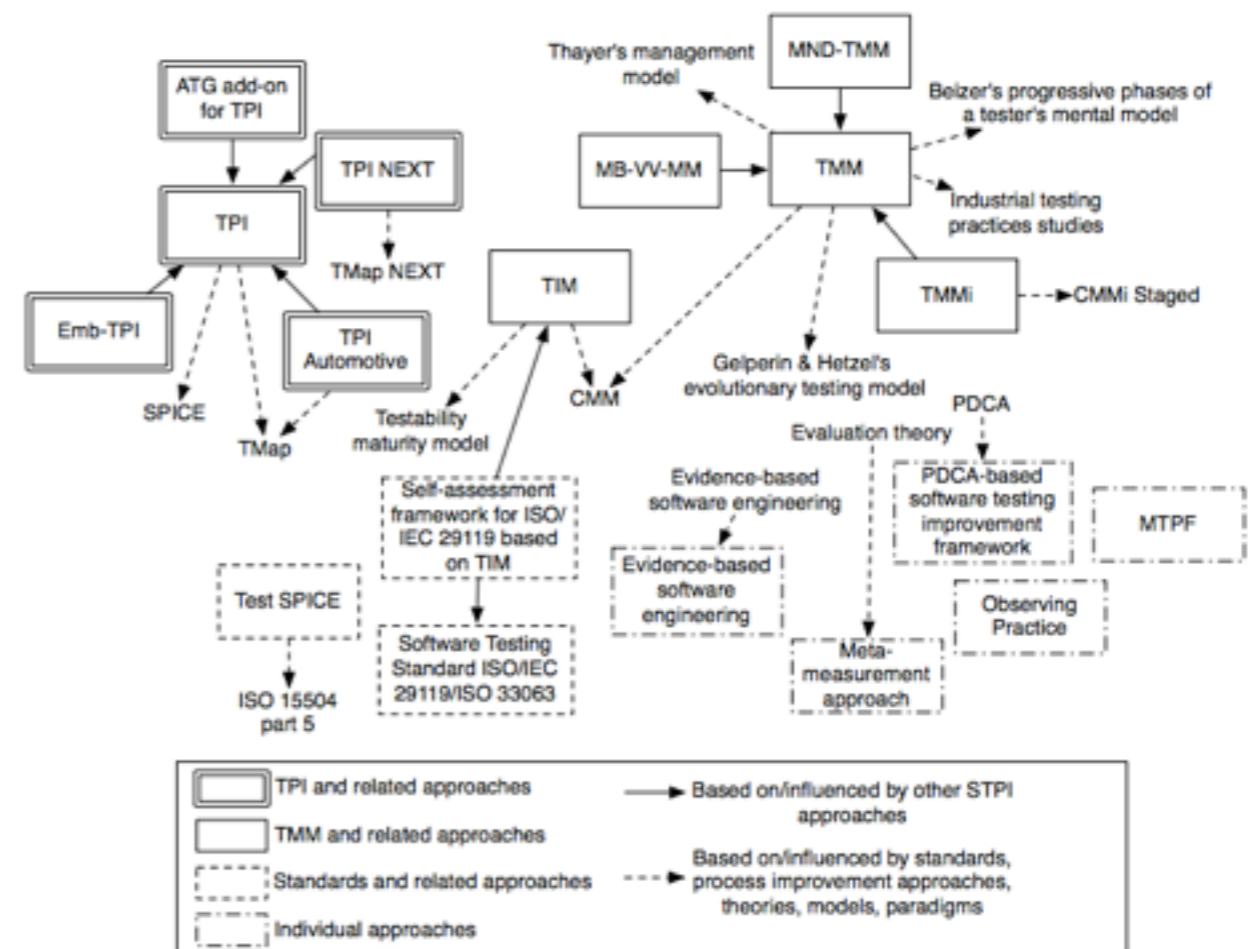 Thayer's management
model
MND-TMM
ATG add-on
for TPI
Beizer's progressive phases of
a tester's mental model
TPI NEXT
MB-VV-MM
TMM
TPI
Industrial testing
practices studies
TMap NEXT
TIM
TMMi
CMMi Staged
Emb-TPI
TPI
Automotive
Gelperin & Hetzel's
evolutionary testing model
SPICE
CMM
PDCA
Testability
maturity model
TMap
Evaluation theory
Evidence-based
software engineering
PDCA-based
software testing
improvement
framework
MTPF
Self-assessment
framework for ISO/
IEC 29119 based
on TIM
Evidence-based
software
engineering
Test SPICE
Observing
Practice
Software Testing
Standard ISO/IEC
29119/ISO 33063
Meta-
measurement
approach
ISO 15504
part 5
TPI and related approaches
Based on/influenced by other STPI
approaches
TMM and related approaches
Standards and related approaches
Based on/influenced by standards,
process improvement approaches,
theories, models, paradigms
Individual approaches